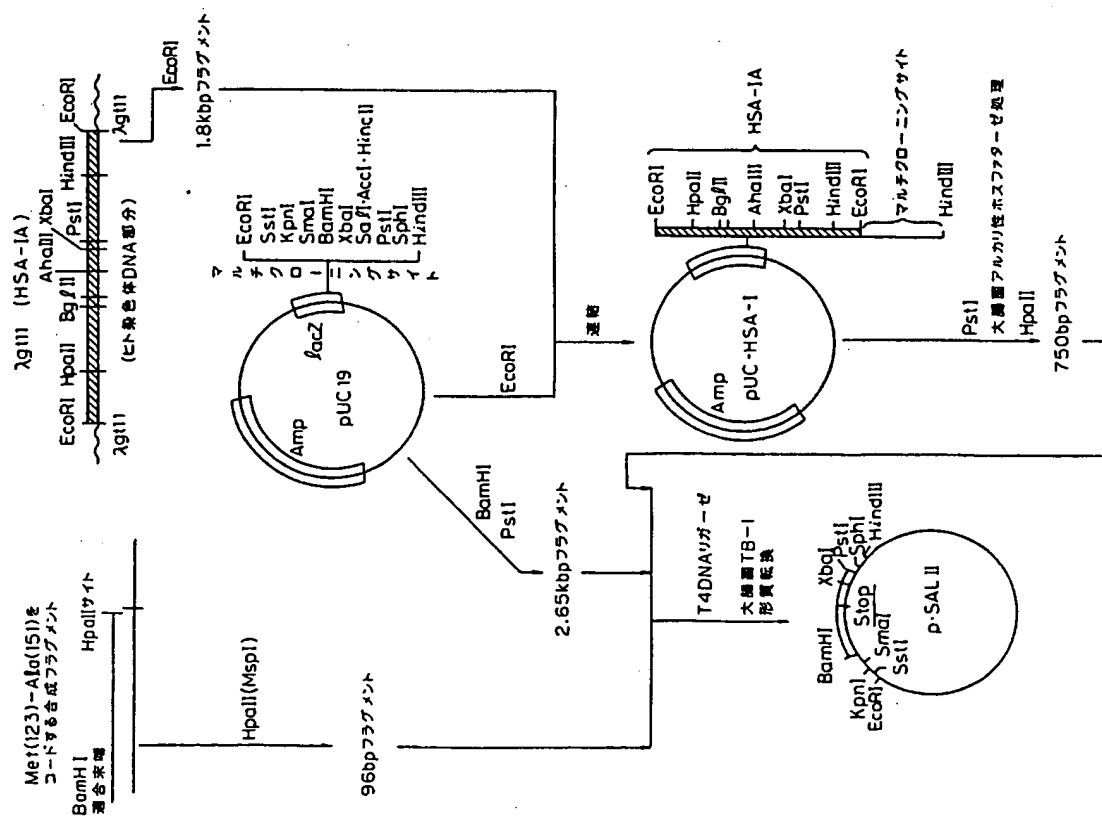 λgt11 (HSA-IA)
EcoRI HpaII BglII AhaIII XbaI PstI HindIII EcoRI
λgt11
(ヒト染色体DNA部分)
λgt11
EcoRI
1.8kbpフラグメント
Met(123)-Ala(151)を
コードする合成フラグメント
BamHI
適合末端
HpaIIサイト
HpaII(MspI)
96bpフラグメント
Amp
pUC19
lacZ
マルチクローニングサイト
EcoRI
SstI
KpnI
SmaI
BamHI
XbaI
SalI・AccI・HincII
PstI
SphI
HindIII
BamHI
PstI
2.65kbpフラグメント
EcoRI
連結
Amp
pUC・HSA-I
EcoRI
HpaII
BglII
AhaIII
XbaI
PstI
HindIII
EcoRI
HSA-IA
マルチクローニングサイト
HindIII
PstI
大腸菌アルカリ性ホスファターゼ処理
HpaII
750bpフラグメント
T4DNAリガーゼ
大腸菌TB-1
形質転換
BamHI
XbaI
PstI
SphI
HindIII
Stop
KpnI
EcoRI
SmaI
SstI
p・SALII